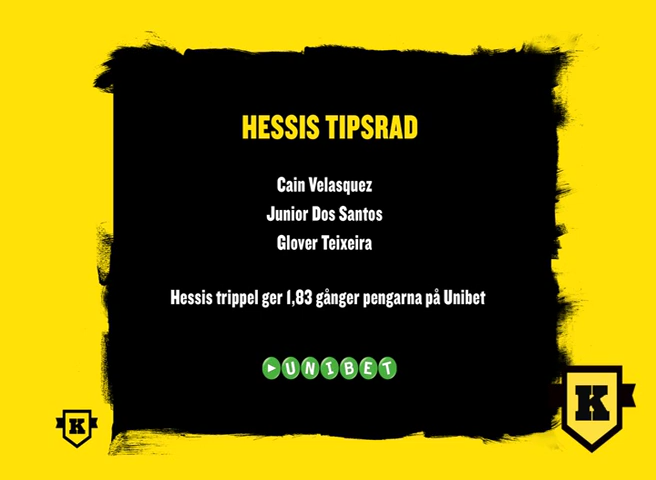 HESSIS TIPSRAD
Cain Velasquez
Junior Dos Santos
Glover Teixeira
Hessis trippel ger 1,83 gånger pengarna på Unibet
UNIBET
K
K